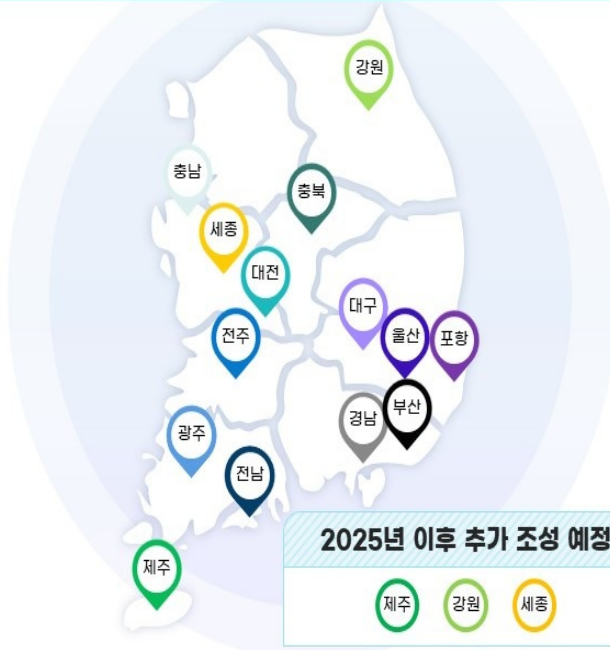 강원
충남
충북
세종
대전
대구
전주
울산
포항
경남
부산
광주
전남
제주
2025년 이후 추가 조성 예정
제주
강원
세종